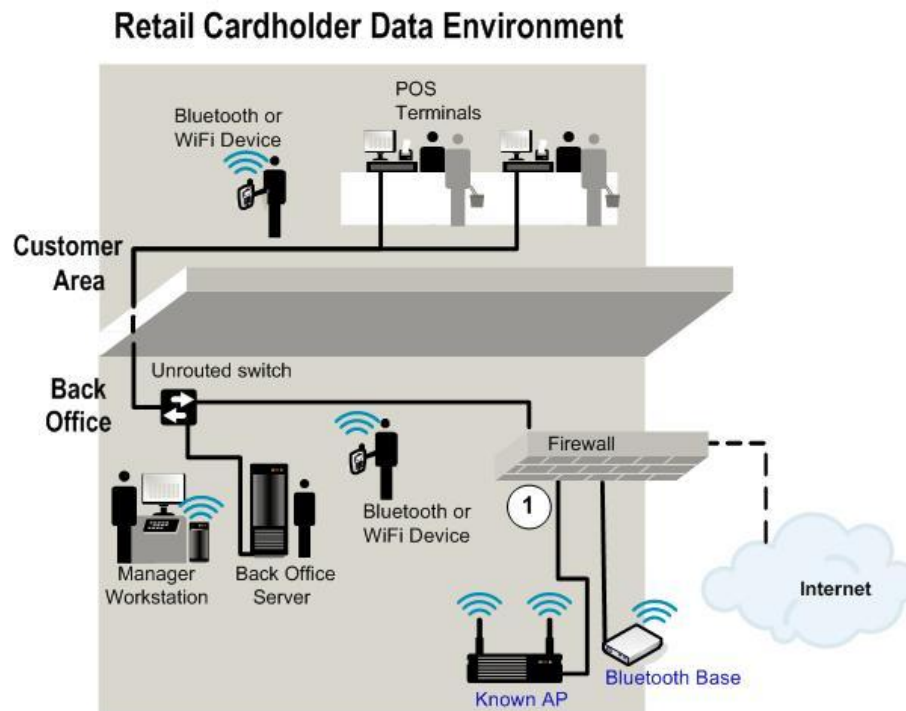 Retail Cardholder Data Environment
POS
Terminals
Bluetooth or
WiFi Device
Customer
Area
Unrouted switch
Back
Office
Firewall
1
Bluetooth or
WiFi Device
Manager
Workstation
Back Office
Server
Internet
Known AP
Bluetooth Base